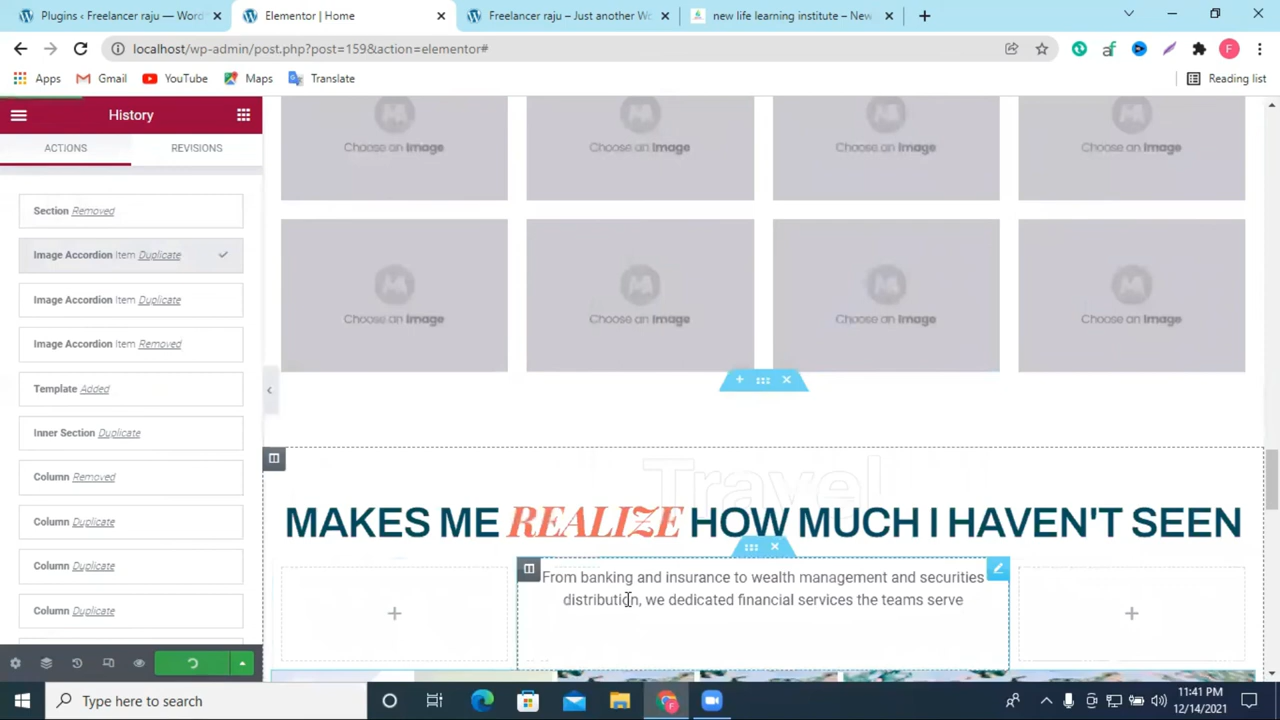 Plugins ‹ Freelancer raju — Word
Elementor | Home
Freelancer raju – Just another Wo
new life learning institute – New
localhost/wp-admin/post.php?post=159&action=elementor#
F
Apps
Gmail
YouTube
Maps
Translate
Reading list
History
ACTIONS
REVISIONS
Section Removed
Image Accordion Item Duplicate
Image Accordion Item Duplicate
Image Accordion Item Removed
Template Added
Inner Section Duplicate
Column Removed
Column Duplicate
Column Duplicate
Column Duplicate
Choose an Image
Choose an Image
Choose an Image
Choose an Image
Choose an Image
Choose an Image
Choose an Image
Choose an Image
Travel
MAKES ME REALIZE HOW MUCH I HAVEN'T SEEN
From banking and insurance to wealth management and securities
distribution, we dedicated financial services the teams serve
Type here to search
11:41 PM
12/14/2021